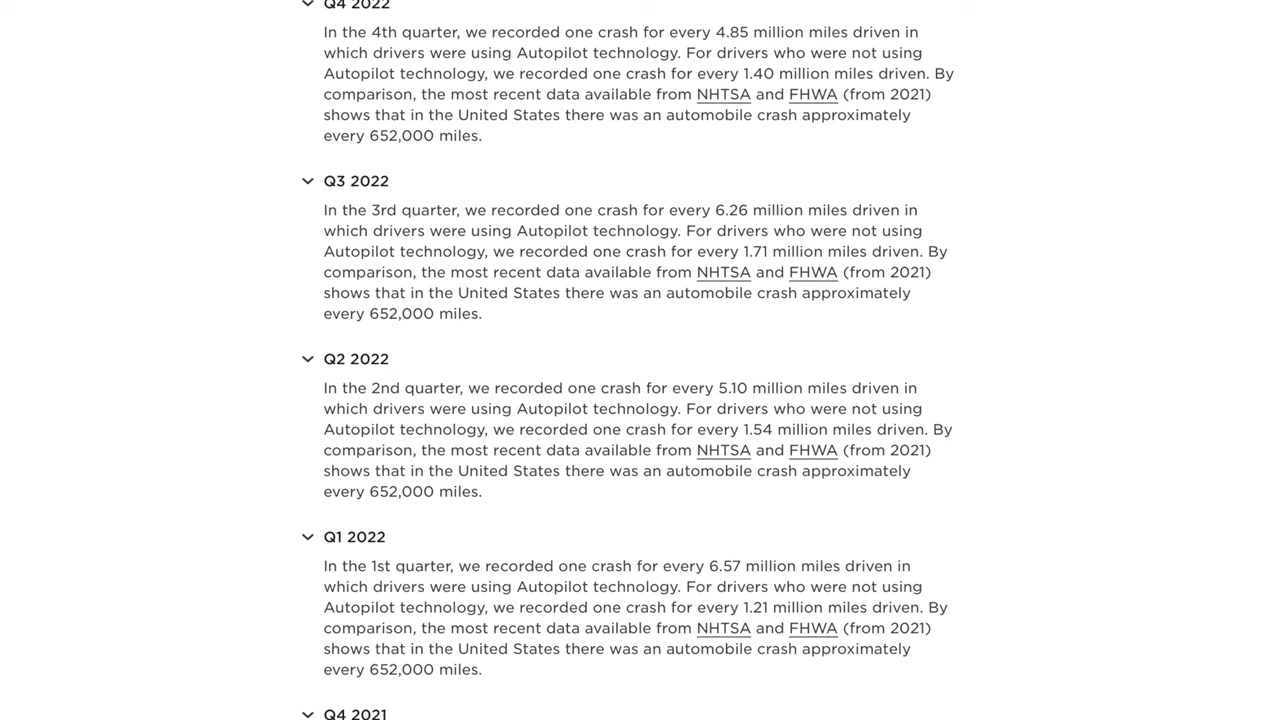 Q4 2022
In the 4th quarter, we recorded one crash for every 4.85 million miles driven in
which drivers were using Autopilot technology. For drivers who were not using
Autopilot technology, we recorded one crash for every 1.40 million miles driven. By
comparison, the most recent data available from NHTSA and FHWA (from 2021)
shows that in the United States there was an automobile crash approximately
every 652,000 miles.
Q3 2022
In the 3rd quarter, we recorded one crash for every 6.26 million miles driven in
which drivers were using Autopilot technology. For drivers who were not using
Autopilot technology, we recorded one crash for every 1.71 million miles driven. By
comparison, the most recent data available from NHTSA and FHWA (from 2021)
shows that in the United States there was an automobile crash approximately
every 652,000 miles.
Q2 2022
In the 2nd quarter, we recorded one crash for every 5.10 million miles driven in
which drivers were using Autopilot technology. For drivers who were not using
Autopilot technology, we recorded one crash for every 1.54 million miles driven. By
comparison, the most recent data available from NHTSA and FHWA (from 2021)
shows that in the United States there was an automobile crash approximately
every 652,000 miles.
Q1 2022
In the 1st quarter, we recorded one crash for every 6.57 million miles driven in
which drivers were using Autopilot technology. For drivers who were not using
Autopilot technology, we recorded one crash for every 1.21 million miles driven. By
comparison, the most recent data available from NHTSA and FHWA (from 2021)
shows that in the United States there was an automobile crash approximately
every 652,000 miles.
Q4 2021